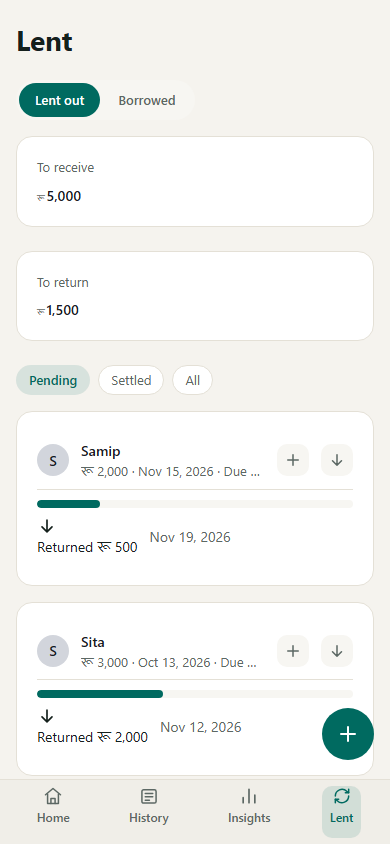 Lent
Lent out
Borrowed
To receive
रू5,000
To return
रू1,500
Pending
Settled
All
S
Samip
रू 2,000 · Nov 15, 2026 · Due ...
Returned रू 500
Nov 19, 2026
S
Sita
रू 3,000 · Oct 13, 2026 · Due ...
Returned रू 2,000
Nov 12, 2026
Home
History
Insights
Lent